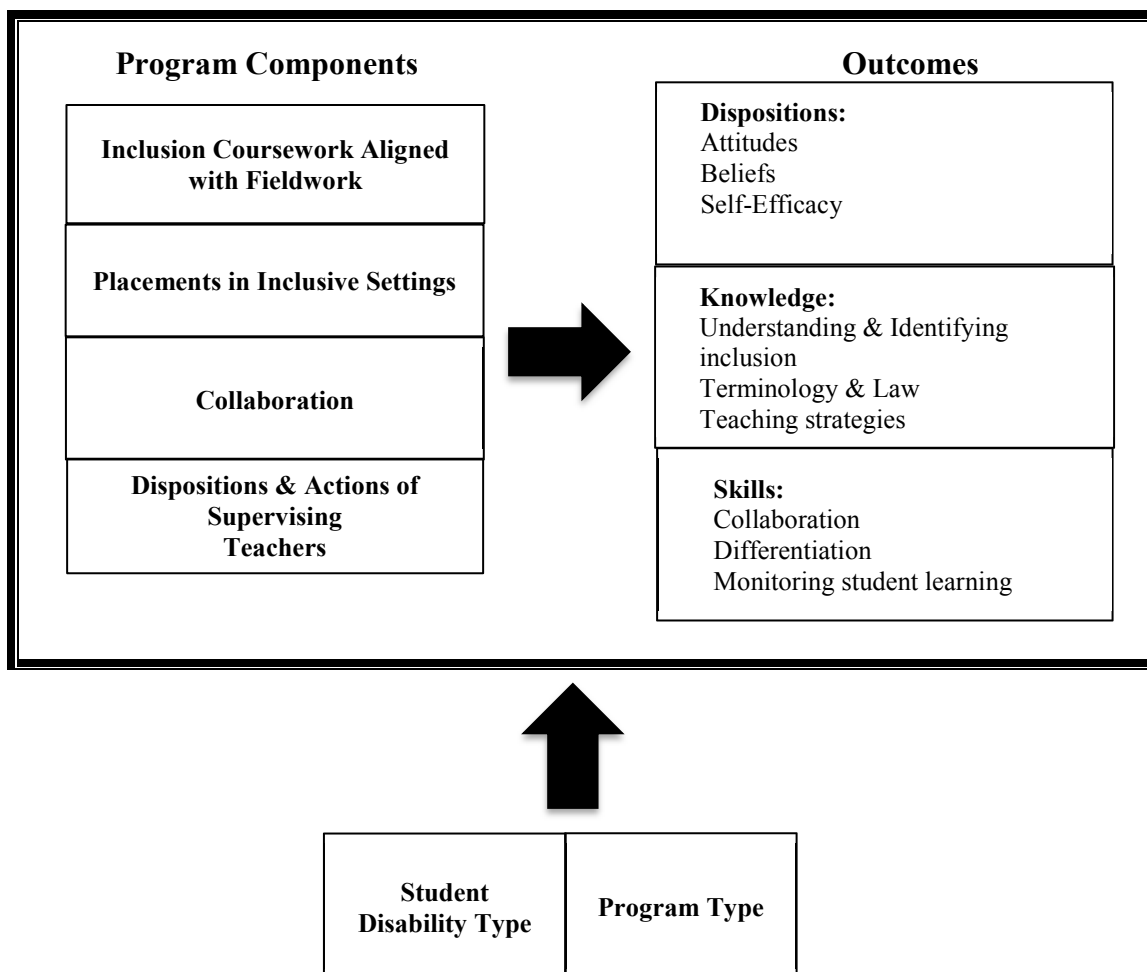 Program Components
Inclusion Coursework Aligned
with Fieldwork
Placements in Inclusive Settings
Collaboration
Dispositions & Actions of
Supervising
Teachers
Outcomes
Dispositions:
Attitudes
Beliefs
Self-Efficacy
Knowledge:
Understanding & Identifying
inclusion
Terminology & Law
Teaching strategies
Skills:
Collaboration
Differentiation
Monitoring student learning
Student
Disability Type
Program Type